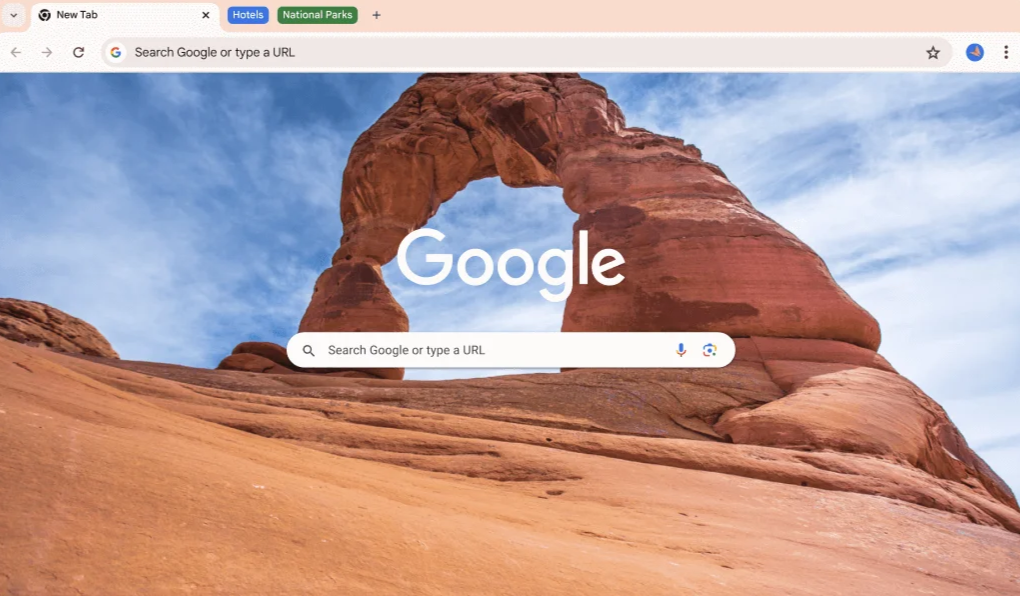 New Tab
Hotels
National Parks
Search Google or type a URL
Google
Search Google or type a URL